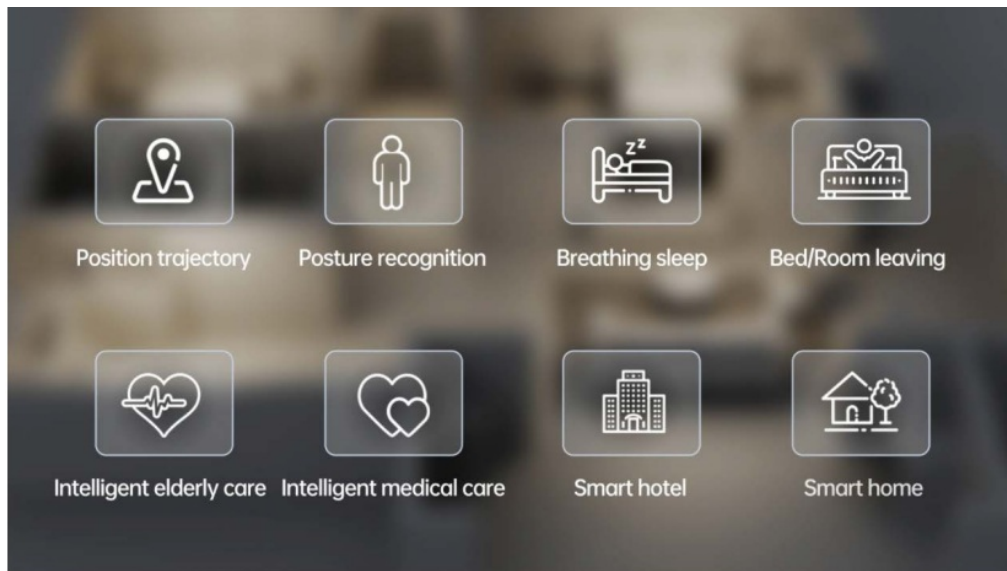 zz
Position trajectory
Posture recognition
Breathing sleep
Bed/Room leaving
Intelligent elderly care
Intelligent medical care
Smart hotel
Smart home